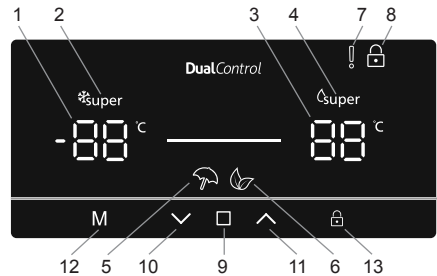 1 2 3 4 7 8
DualControl
super super
-88 °C 88 °C
M
12 5 10 9 11 6 13